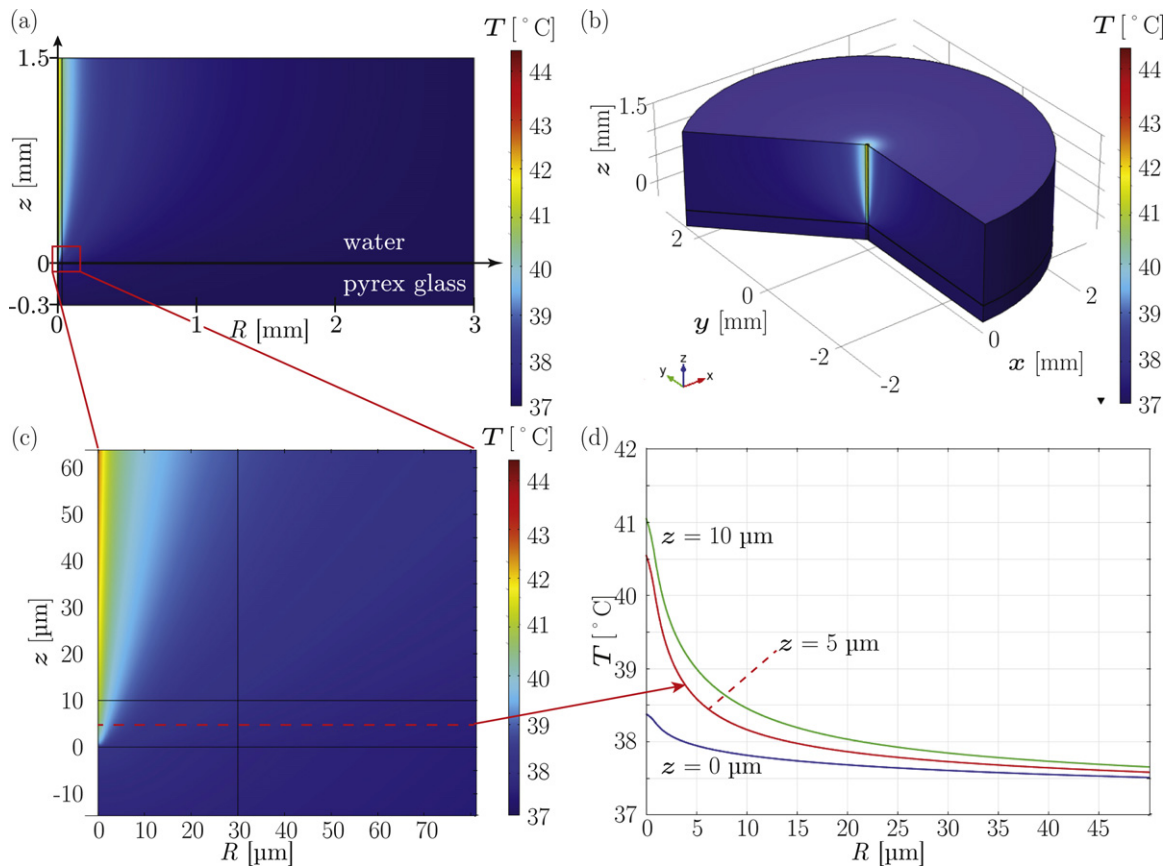 (a)
T [°C]
1.5
z [mm]
0
-0.3
water
pyrex glass
0
1
2
3
R [mm]
44
43
42
41
40
39
38
37
(b)
T [°C]
1.5
z [mm]
0
2
0
-2
y [mm]
-2
0
2
x [mm]
z
y
x
44
43
42
41
40
39
38
37
(c)
T [°C]
60
50
40
30
20
10
0
-10
z [µm]
0 10 20 30 40 50 60 70
R [µm]
44
43
42
41
40
39
38
37
(d)
42
41
40
39
38
37
T [°C]
z = 10 µm
z = 5 µm
z = 0 µm
0 5 10 15 20 25 30 35 40 45
R [µm]